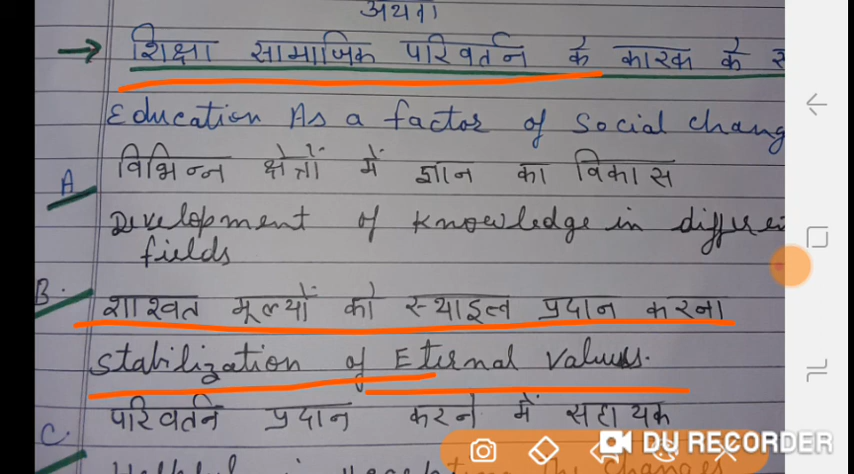 अथवा
→ शिक्षा सामाजिक परिवर्तन के कारक के
Education As a factor of Social Chang
A विभिन्न क्षेत्रों में ज्ञान का विकास
Development of Knowledge in differe
fields
B. शाश्वत मूल्यों को स्थाइत्व प्रदान करना
Stabilization of Eternal Values.
C. परिवर्तन प्रदान करने में सहायक
DU RECORDER